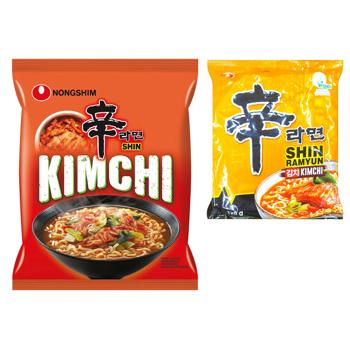 NONGSHIM
辛
라면
SHIN
KIMCHI
辛
라면
SHIN
RAMYUN
김치 KIMCHI